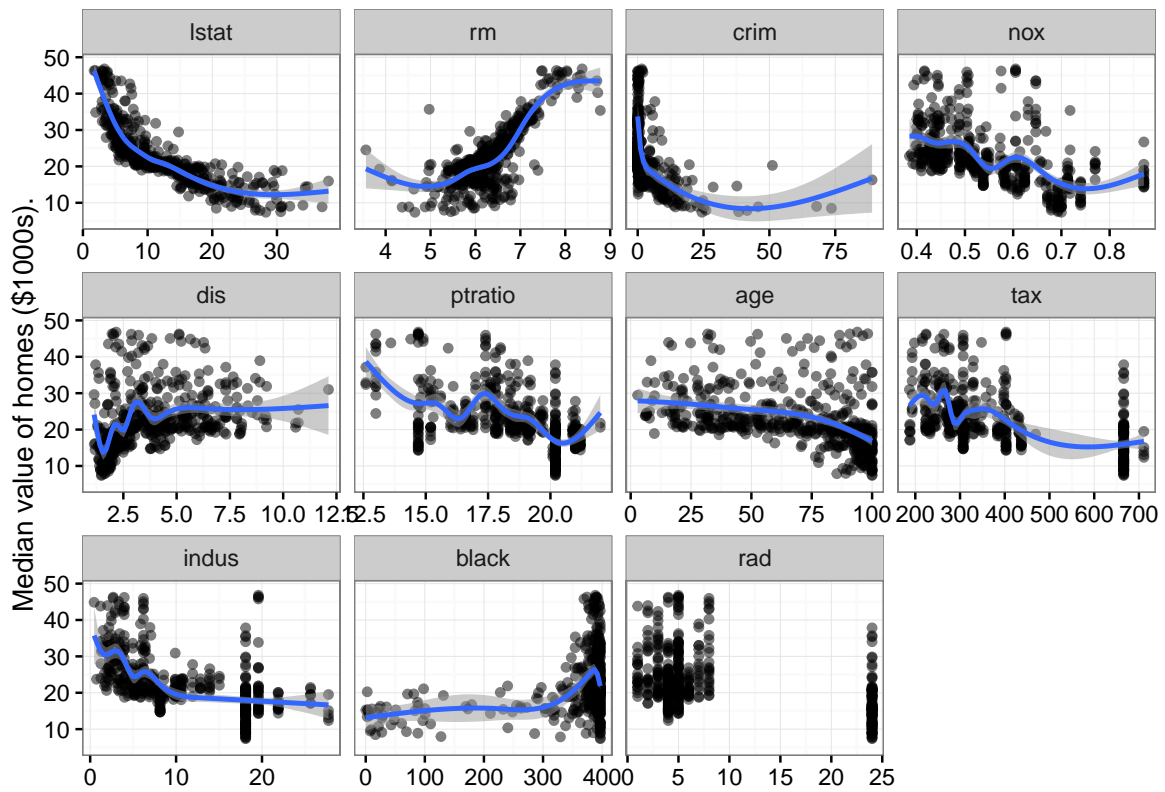 Median value of homes ($1000s).
lstat rm crim nox
50
40
30
20
10
0 10 20 30 4 5 6 7 8 9 0 25 50 75 0.4 0.5 0.6 0.7 0.8
dis ptratio age tax
50
40
30
20
10
2.5 5.0 7.5 10.0 12.5 12.5 15.0 17.5 20.0 0 25 50 75 100 200 300 400 500 600 700
indus black rad
50
40
30
20
10
0 10 20 0 100 200 300 400 0 5 10 15 20 25